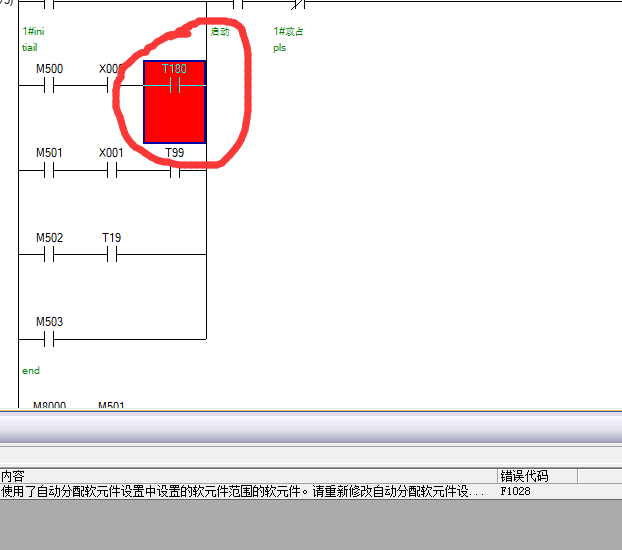 1#ini
tiail
启动
1#攻占
pls
M500
T180
M501
X001
T99
M502
T19
M503
end
M8000
M501
内容
错误代码
使用了自动分配软元件设置中设置的软元件范围的软元件。请重新修改自动分配软元件设...
F1028